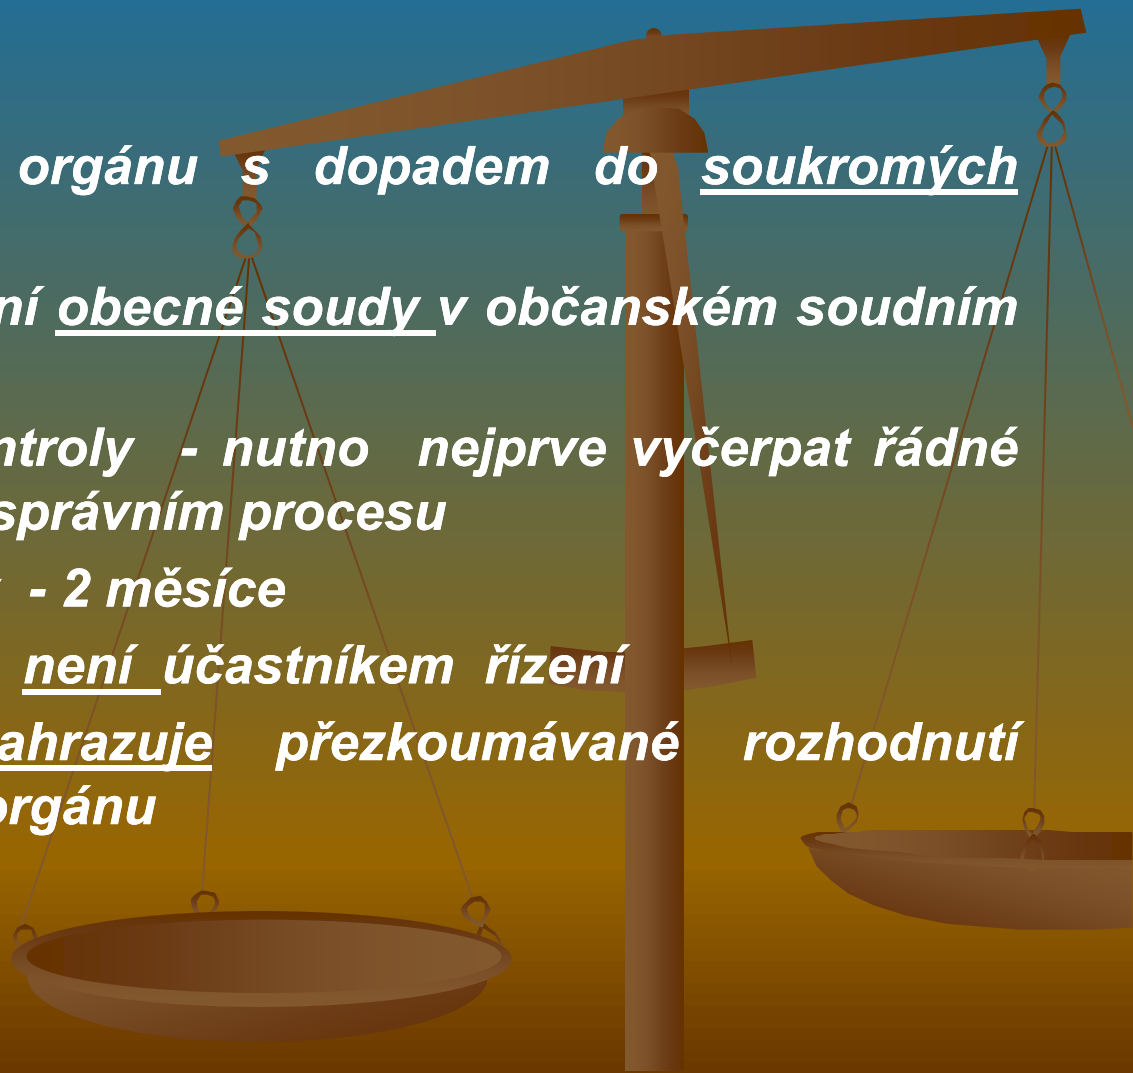 orgánu s dopadem do soukromých
ní obecné soudy v občanském soudním
ntroly - nutno nejprve vyčerpat řádné
správním procesu
- 2 měsíce
není účastníkem řízení
ahrazuje přezkoumávané rozhodnutí
orgánu